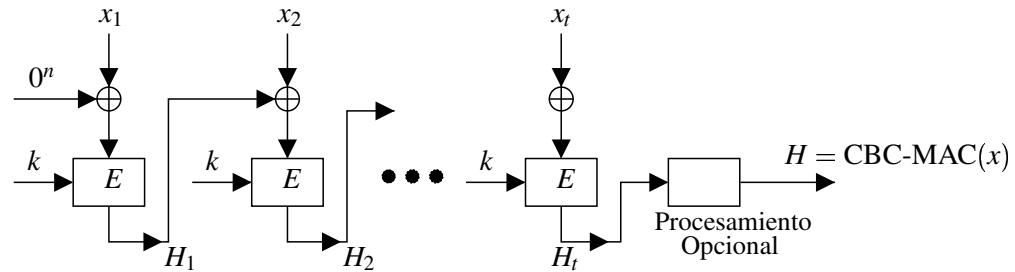 x₁ x₂ xₜ
0ⁿ
k E k E k E H = CBC-MAC(x)
Procesamiento
Opcional
H₁ H₂ Hₜ